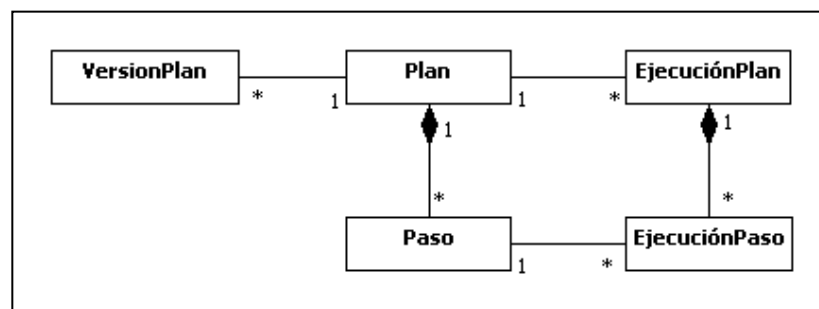 VersionPlan Plan EjecuciónPlan
* 1 1 *
1 1
* *
Paso EjecuciónPaso
1 *